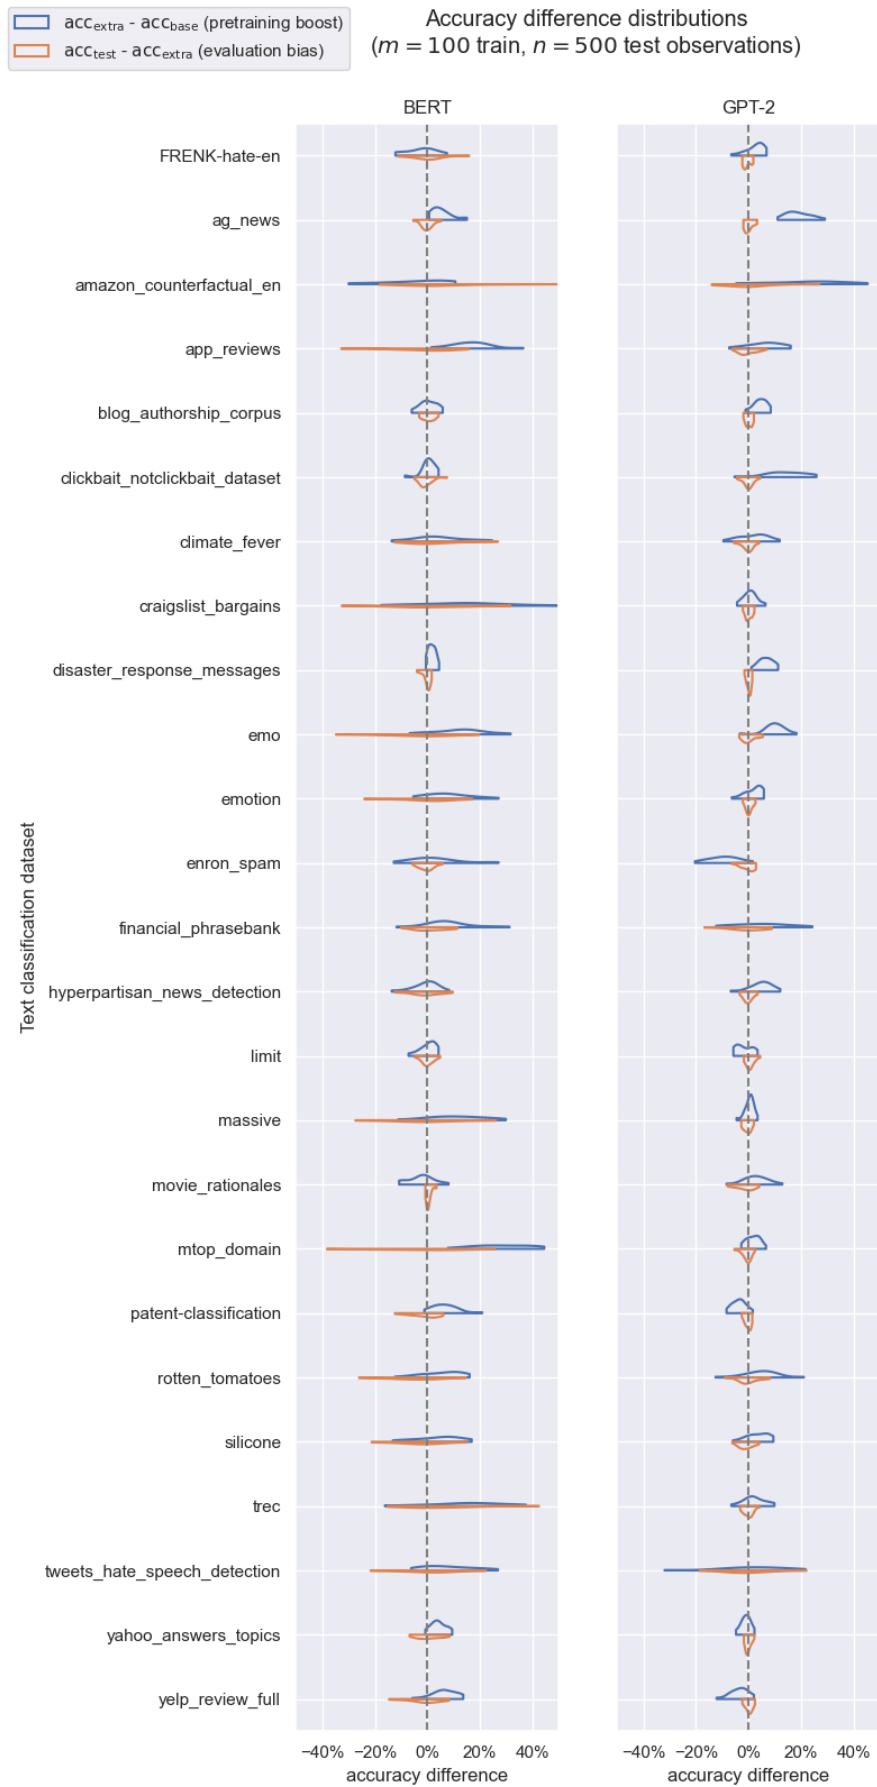 acc_extra - acc_base (pretraining boost)
acc_test - acc_extra (evaluation bias)
Accuracy difference distributions
(m = 100 train, n = 500 test observations)
BERT
GPT-2
Text classification dataset
FRENK-hate-en
ag_news
amazon_counterfactual_en
app_reviews
blog_authorship_corpus
clickbait_notclickbait_dataset
climate_fever
craigslist_bargains
disaster_response_messages
emo
emotion
enron_spam
financial_phrasebank
hyperpartisan_news_detection
limit
massive
movie_rationales
mtop_domain
patent-classification
rotten_tomatoes
silicone
trec
tweets_hate_speech_detection
yahoo_answers_topics
yelp_review_full
−40% −20% 0% 20% 40%
accuracy difference
−40% −20% 0% 20% 40%
accuracy difference